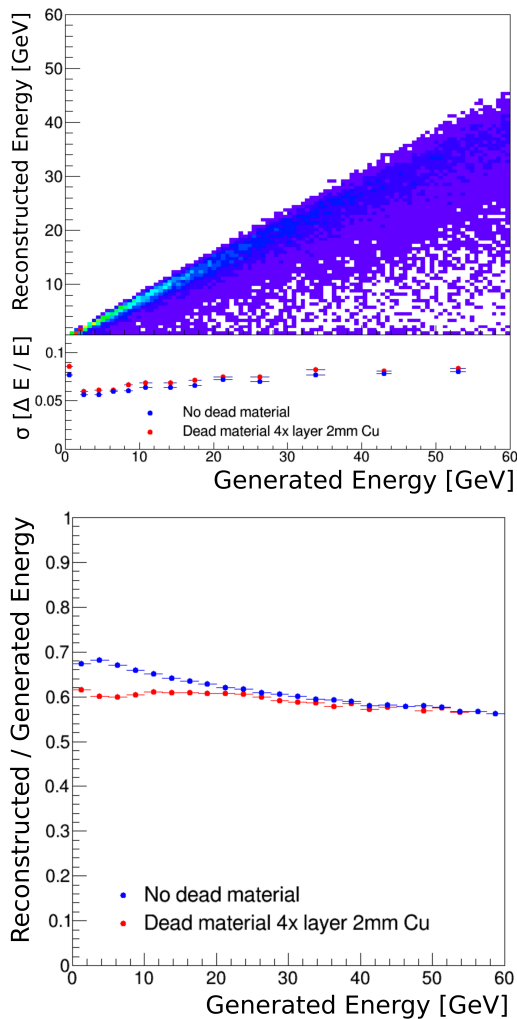 Reconstructed Energy [GeV]
60
50
40
30
20
10
σ [Δ E / E]
0.1
0.05
0
No dead material
Dead material 4x layer 2mm Cu
0 10 20 30 40 50 60
Generated Energy [GeV]
Reconstructed / Generated Energy
1
0.9
0.8
0.7
0.6
0.5
0.4
0.3
0.2
0.1
0
No dead material
Dead material 4x layer 2mm Cu
0 10 20 30 40 50 60
Generated Energy [GeV]